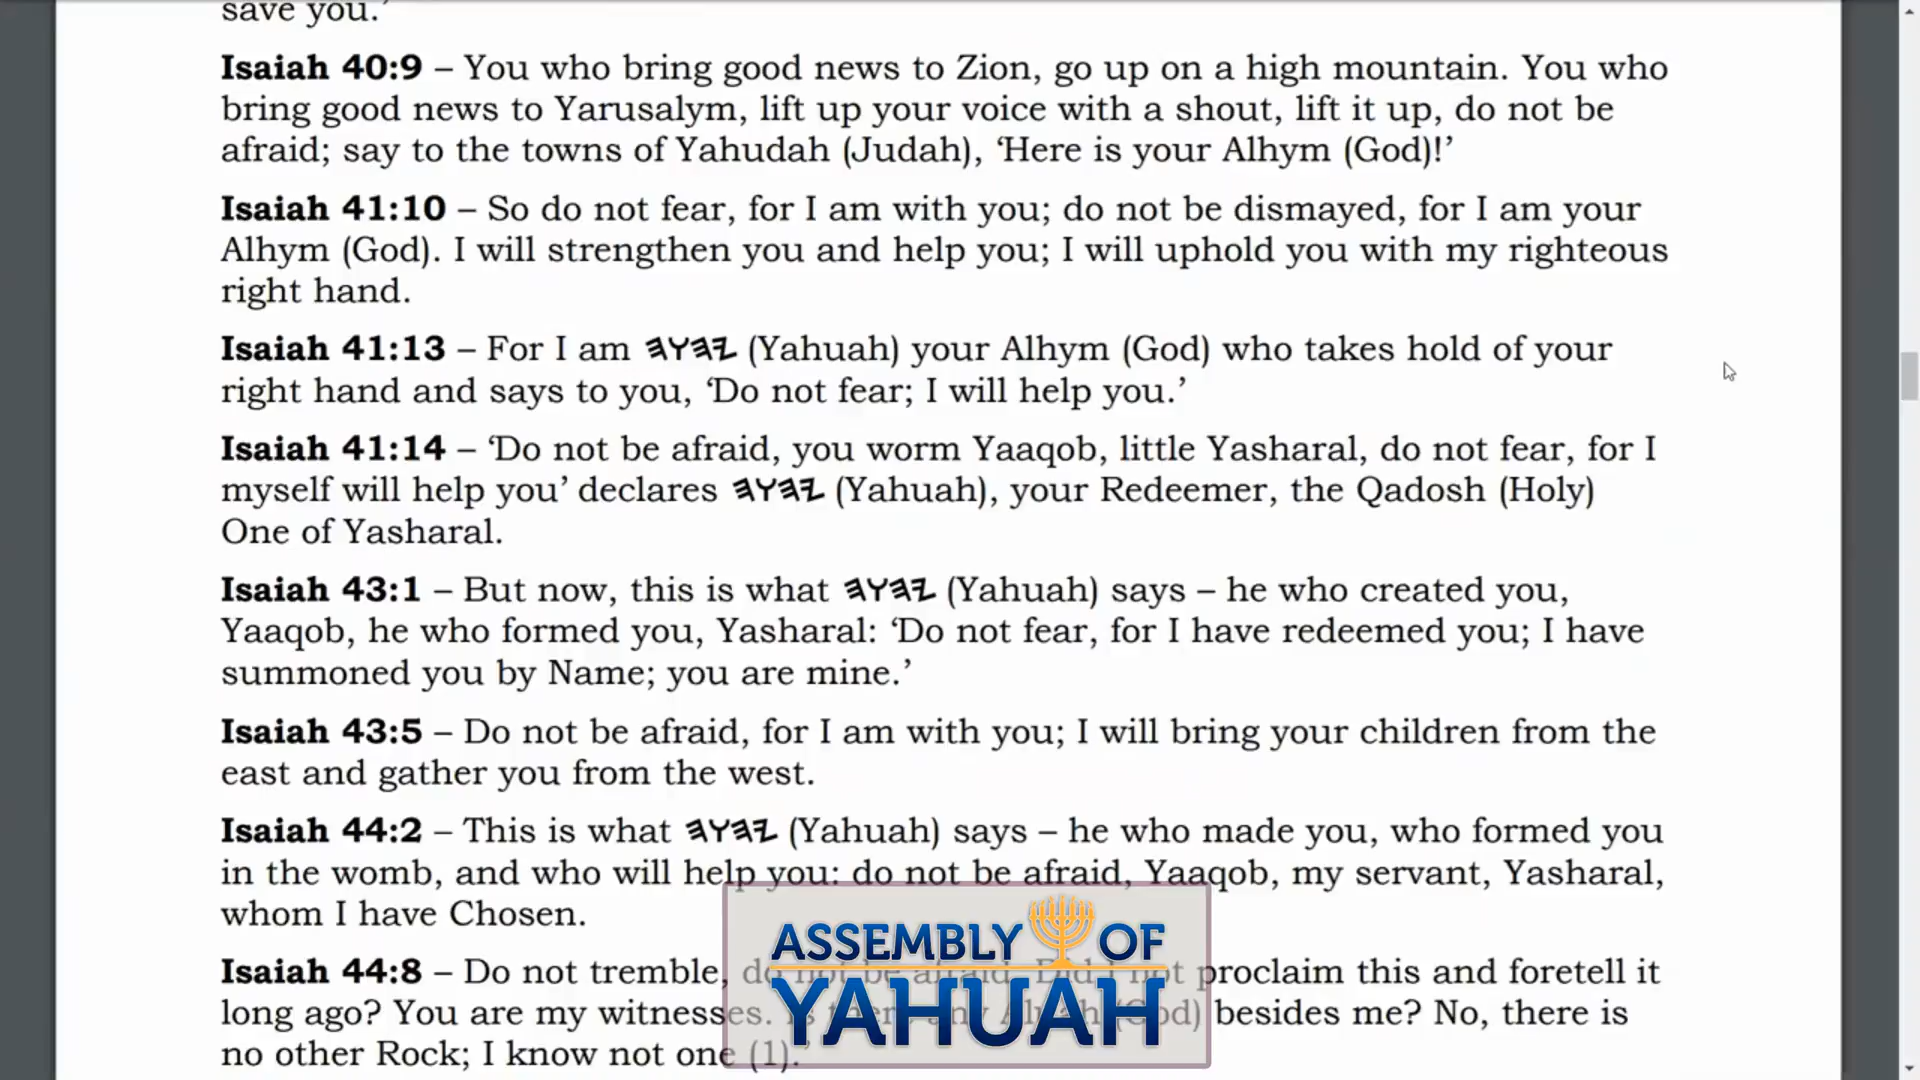 save you.’
Isaiah 40:9 – You who bring good news to Zion, go up on a high mountain. You who
bring good news to Yarusalym, lift up your voice with a shout, lift it up, do not be
afraid; say to the towns of Yahudah (Judah), ‘Here is your Alhym (God)!’
Isaiah 41:10 – So do not fear, for I am with you; do not be dismayed, for I am your
Alhym (God). I will strengthen you and help you; I will uphold you with my righteous
right hand.
Isaiah 41:13 – For I am 𐤉𐤄𐤅𐤄 (Yahuah) your Alhym (God) who takes hold of your
right hand and says to you, ‘Do not fear; I will help you.’
Isaiah 41:14 – ‘Do not be afraid, you worm Yaaqob, little Yasharal, do not fear, for I
myself will help you’ declares 𐤉𐤄𐤅𐤄 (Yahuah), your Redeemer, the Qadosh (Holy)
One of Yasharal.
Isaiah 43:1 – But now, this is what 𐤉𐤄𐤅𐤄 (Yahuah) says – he who created you,
Yaaqob, he who formed you, Yasharal: ‘Do not fear, for I have redeemed you; I have
summoned you by Name; you are mine.’
Isaiah 43:5 – Do not be afraid, for I am with you; I will bring your children from the
east and gather you from the west.
Isaiah 44:2 – This is what 𐤉𐤄𐤅𐤄 (Yahuah) says – he who made you, who formed you
in the womb, and who will help you: do not be afraid, Yaaqob, my servant, Yasharal,
whom I have Chosen.
Isaiah 44:8 – Do not tremble, do not be afraid. Did I not proclaim this and foretell it
long ago? You are my witnesses. Is there any (God) besides me? No, there is
no other Rock; I know not one (1).’
ASSEMBLY OF
YAHUAH